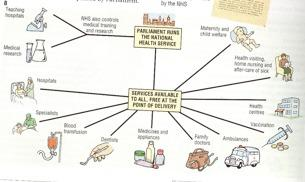 8
by the NHS
Teaching
hospitals
NHS also controls
medical training
and research
PARLIAMENT RUNS
THE NATIONAL
HEALTH SERVICE
Maternity and
child welfare
Medical
research
Health visiting,
home nursing and
after-care of sick
Hospitals
SERVICES AVAILABLE
TO ALL, FREE AT THE
POINT OF DELIVERY
Health
centres
Specialists
Blood
transfusion
Dentists
Medicines and
appliances
Family
doctors
Ambulances
Vaccination